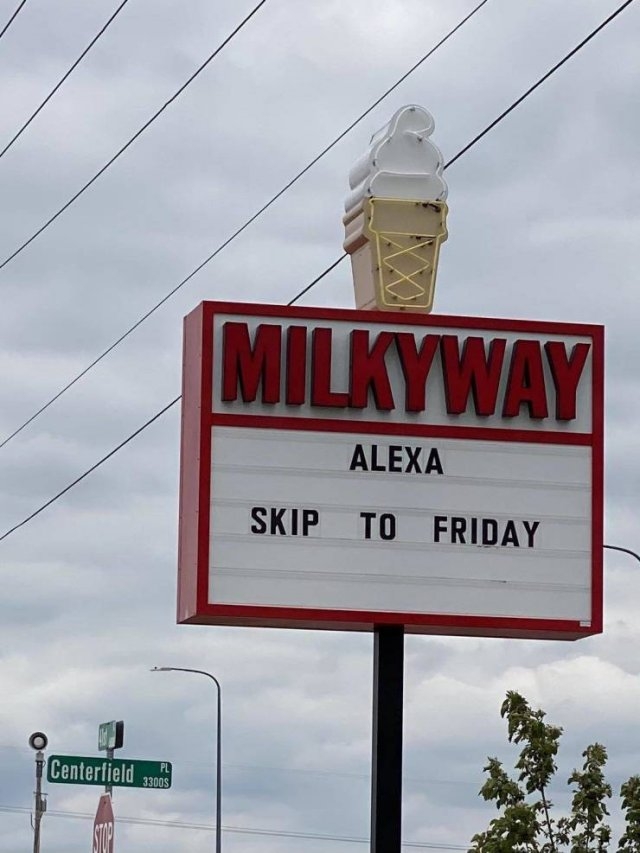 MILKYWAY
ALEXA
SKIP TO FRIDAY
Centerfield PL
3300S
STOP